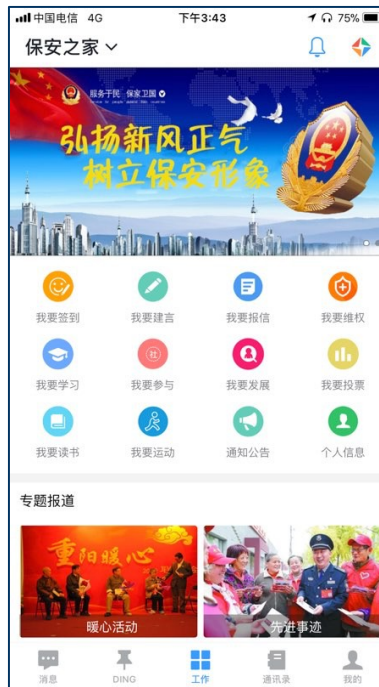 中国电信 4G 下午3:43 75%
保安之家
服务于民 保家卫国
弘扬新风正气
树立保安形象
我要签到 我要建言 我要报信 我要维权
社
我要学习 我要参与 我要发展 我要投票
我要读书 我要运动 通知公告 个人信息
专题报道
重阳暖心
暖心活动 先进事迹
消息 DING 工作 通讯录 我的